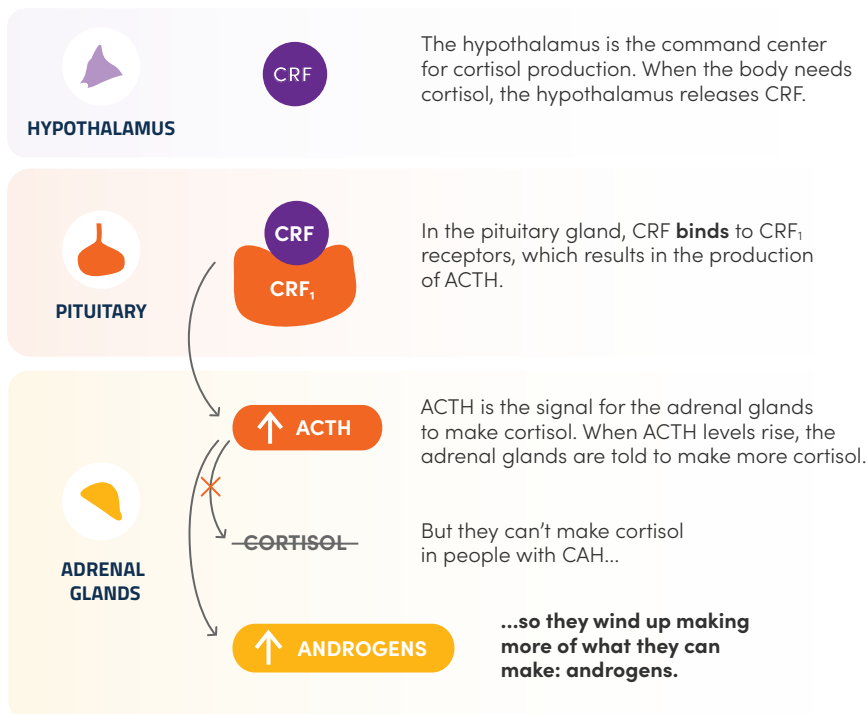 CRF
The hypothalamus is the command center
for cortisol production. When the body needs
cortisol, the hypothalamus releases CRF.
HYPOTHALAMUS
CRF
CRF₁
In the pituitary gland, CRF binds to CRF₁
receptors, which results in the production
of ACTH.
PITUITARY
ACTH
ACTH is the signal for the adrenal glands
to make cortisol. When ACTH levels rise, the
adrenal glands are told to make more cortisol.
CORTISOL
But they can’t make cortisol
in people with CAH...
ADRENAL
GLANDS
ANDROGENS
...so they wind up making
more of what they can
make: androgens.